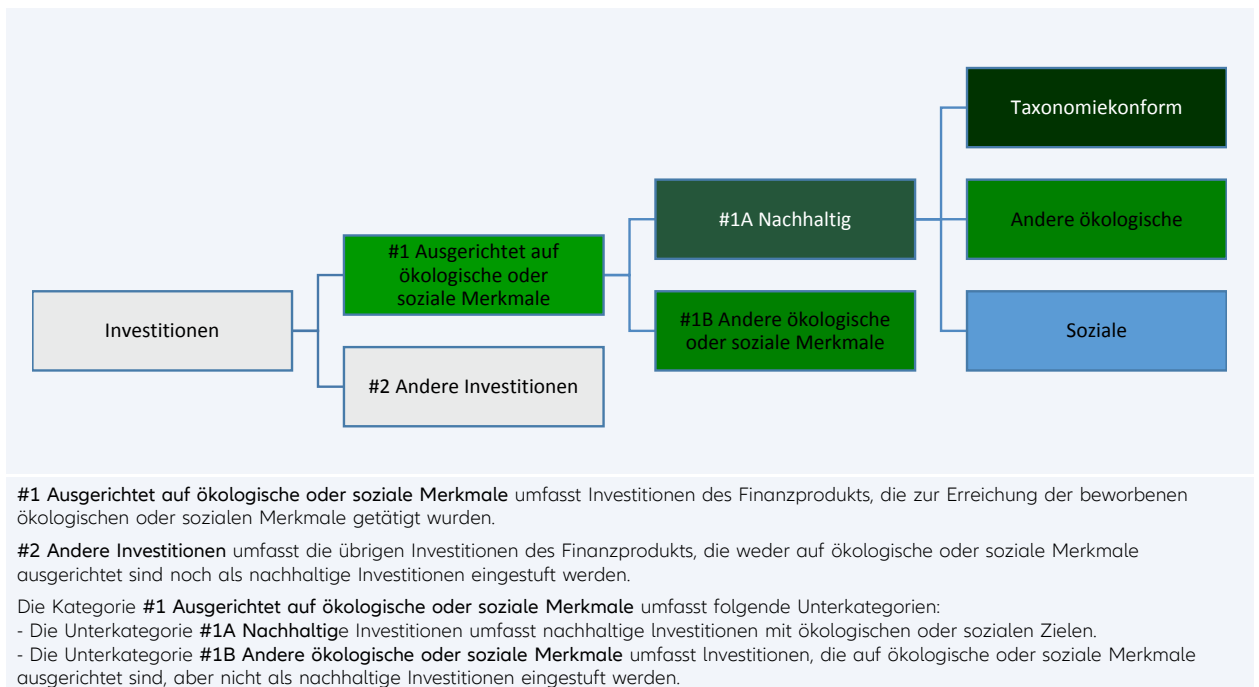 Taxonomiekonform
#1A Nachhaltig
Andere ökologische
#1 Ausgerichtet auf
ökologische oder
soziale Merkmale
Investitionen
#1B Andere ökologische
oder soziale Merkmale
Soziale
#2 Andere Investitionen
#1 Ausgerichtet auf ökologische oder soziale Merkmale umfasst Investitionen des Finanzprodukts, die zur Erreichung der beworbenen
ökologischen oder sozialen Merkmale getätigt wurden.
#2 Andere Investitionen umfasst die übrigen Investitionen des Finanzprodukts, die weder auf ökologische oder soziale Merkmale
ausgerichtet sind noch als nachhaltige Investitionen eingestuft werden.
Die Kategorie #1 Ausgerichtet auf ökologische oder soziale Merkmale umfasst folgende Unterkategorien:
- Die Unterkategorie #1A Nachhaltige Investitionen umfasst nachhaltige Investitionen mit ökologischen oder sozialen Zielen.
- Die Unterkategorie #1B Andere ökologische oder soziale Merkmale umfasst Investitionen, die auf ökologische oder soziale Merkmale
ausgerichtet sind, aber nicht als nachhaltige Investitionen eingestuft werden.